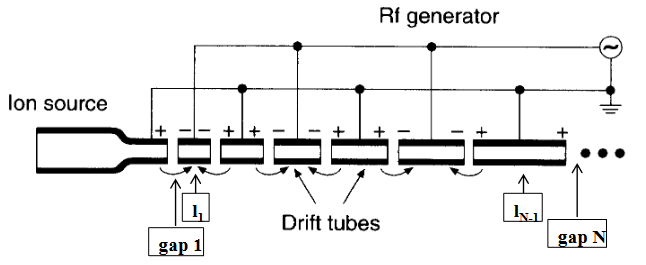 Rf generator
~
Ion source
+ − − + + − − + + − − + +
l1
Drift tubes
lN-1
gap 1
gap N